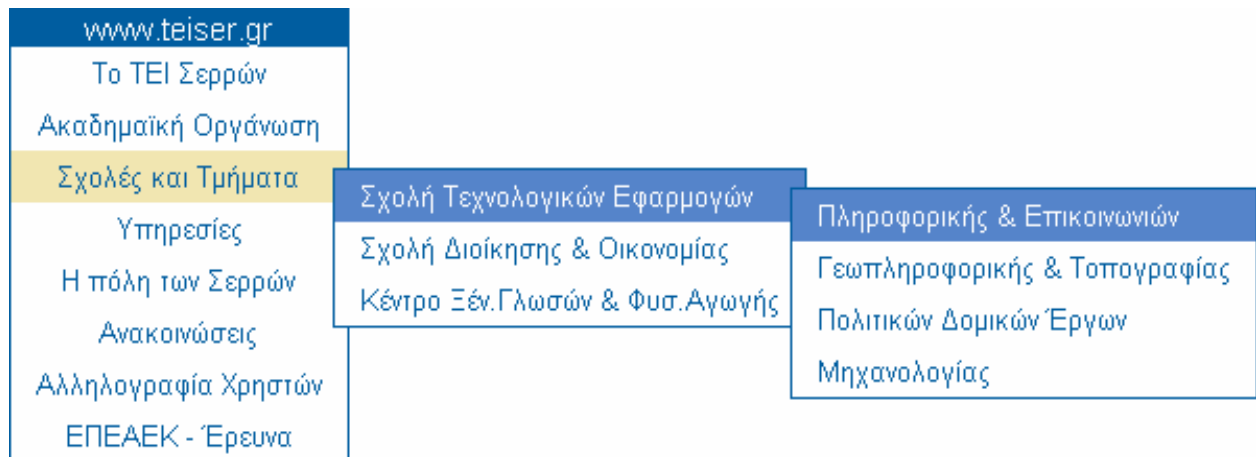 www.teiser.gr
Το ΤΕΙ Σερρών
Ακαδημαϊκή Οργάνωση
Σχολές και Τμήματα
Υπηρεσίες
Η πόλη των Σερρών
Ανακοινώσεις
Αλληλογραφία Χρηστών
ΕΠΕΑΕΚ - Έρευνα
Σχολή Τεχνολογικών Εφαρμογών
Σχολή Διοίκησης & Οικονομίας
Κέντρο Ξέν.Γλωσών & Φυσ.Αγωγής
Πληροφορικής & Επικοινωνιών
Γεωπληροφορικής & Τοπογραφίας
Πολιτικών Δομικών Έργων
Μηχανολογίας